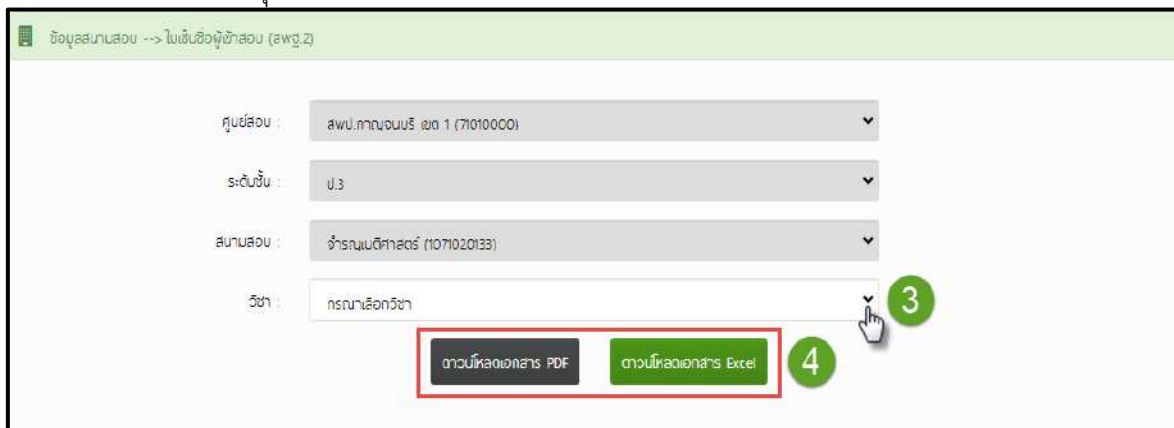 ข้อมูลสนามสอบ --> ใบเซ็นชื่อผู้เข้าสอบ (สพฐ.2)
ศูนย์สอบ : สพป.กาญจนบุรี เขต 1 (71010000)
ระดับชั้น : ป.3
สนามสอบ : จำรณเนติศาสตร์ (1071020133)
วิชา : กรุณาเลือกวิชา
3
ดาวน์โหลดเอกสาร PDF ดาวน์โหลดเอกสาร Excel
4